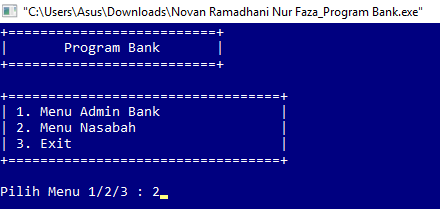 "C:\Users\Asus\Downloads\Novan Ramadhani Nur Faza_Program Bank.exe"
+==========================+
|       Program Bank       |
+==========================+
+==================================+
| 1. Menu Admin Bank               |
| 2. Menu Nasabah                  |
| 3. Exit                          |
+==================================+
Pilih Menu 1/2/3 : 2